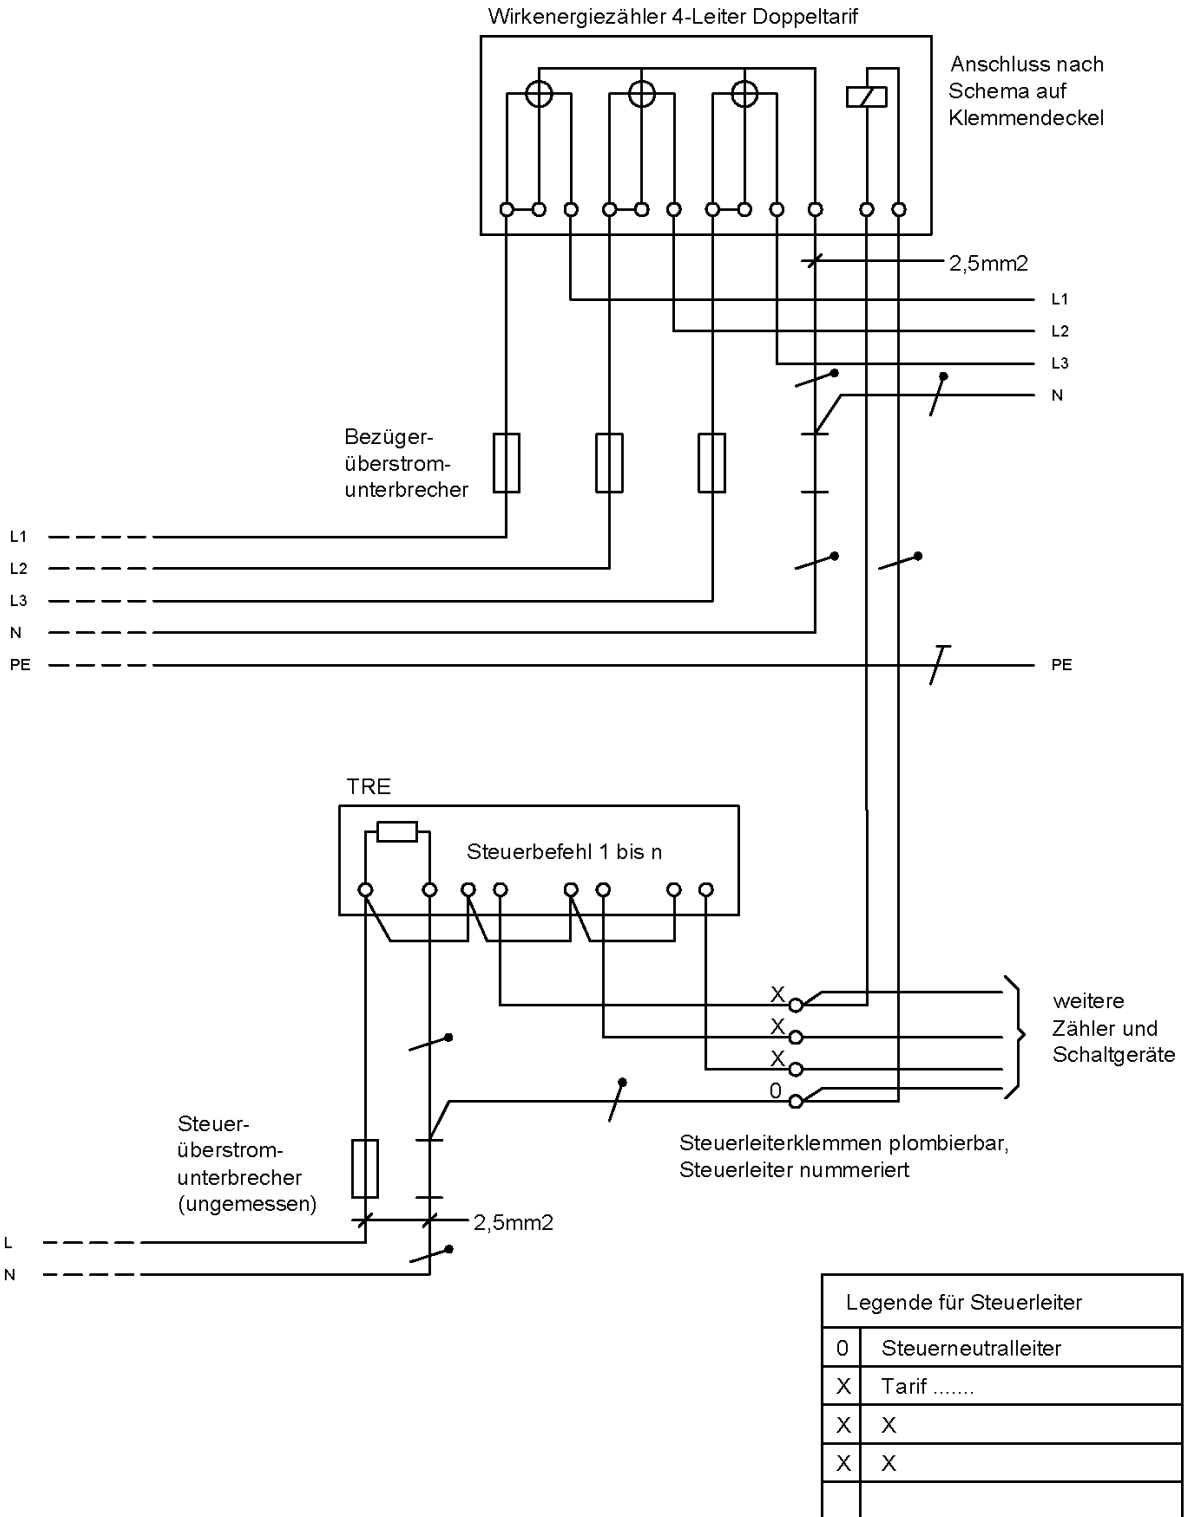 Wirkenergiezähler 4-Leiter Doppeltarif
Anschluss nach
Schema auf
Klemmendeckel
2,5mm2
L1
L2
L3
N
Bezüger-
überstrom-
unterbrecher
L1
L2
L3
N
PE
PE
TRE
Steuerbefehl 1 bis n
X
X
X
0
weitere
Zähler und
Schaltgeräte
Steuer-
überstrom-
unterbrecher
(ungemessen)
Steuerleiterklemmen plombierbar,
Steuerleiter nummeriert
2,5mm2
L
N
Legende für Steuerleiter
0 Steuerneutralleiter
X Tarif .......
X X
X X